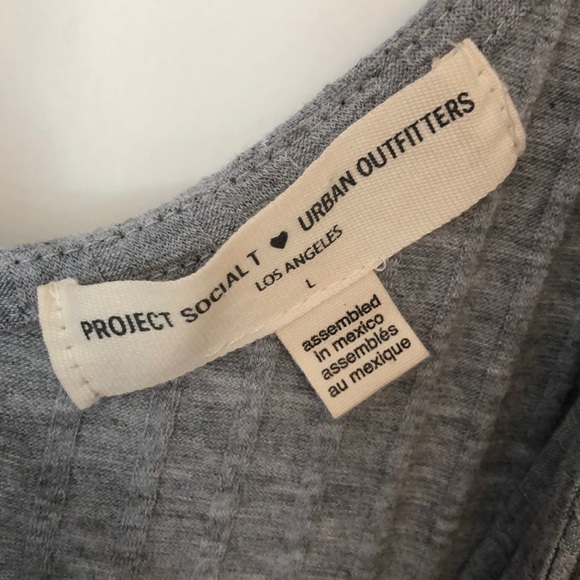 PROJECT SOCIAL T ♥ URBAN OUTFITTERS
LOS ANGELES
L
assembled
in mexico
assemblés
au mexique